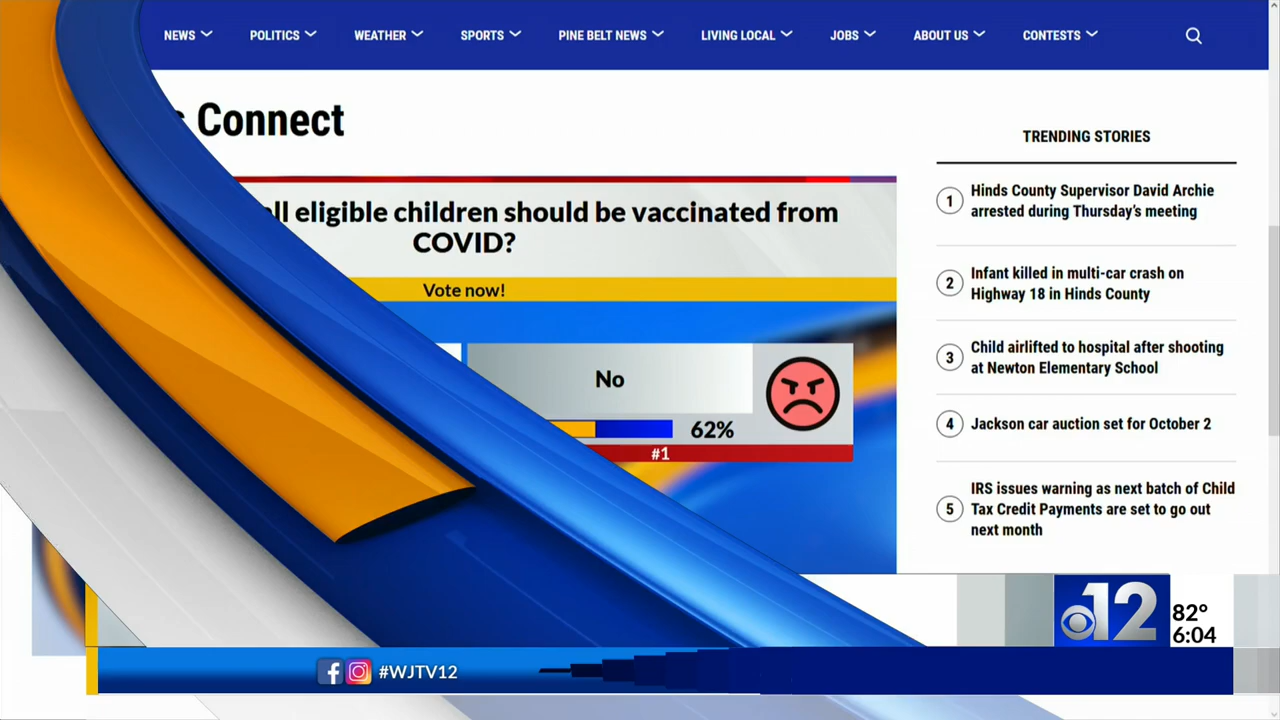 NEWS POLITICS WEATHER SPORTS PINE BELT NEWS LIVING LOCAL JOBS ABOUT US CONTESTS
Connect
TRENDING STORIES
eligible children should be vaccinated from
COVID?
Vote now!
No
62%
#1
1 Hinds County Supervisor David Archie
arrested during Thursday's meeting
2 Infant killed in multi-car crash on
Highway 18 in Hinds County
3 Child airlifted to hospital after shooting
at Newton Elementary School
4 Jackson car auction set for October 2
5 IRS issues warning as next batch of Child
Tax Credit Payments are set to go out
next month
12
82°
6:04
#WJTV12